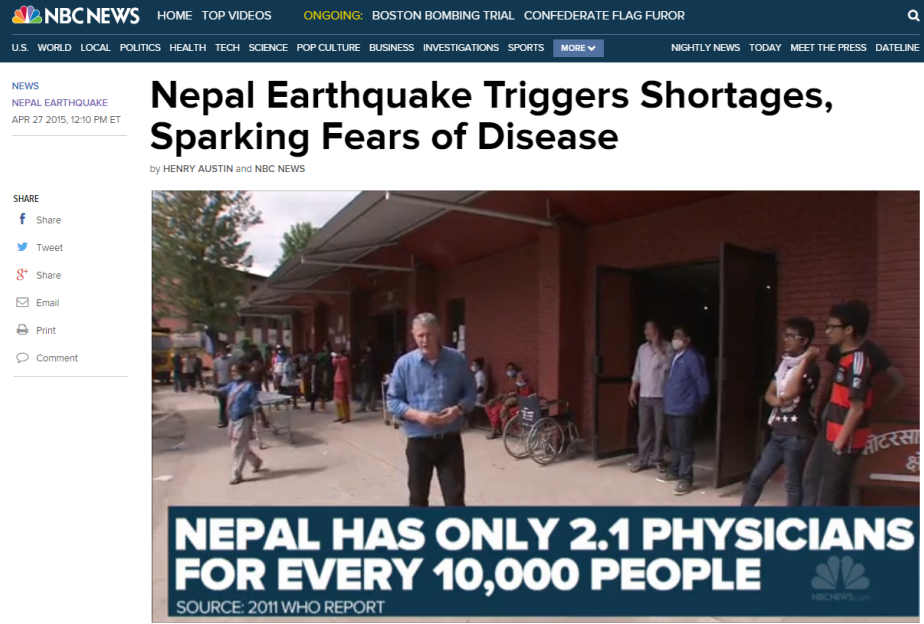 NBC NEWS HOME TOP VIDEOS ONGOING: BOSTON BOMBING TRIAL CONFEDERATE FLAG FUROR
U.S. WORLD LOCAL POLITICS HEALTH TECH SCIENCE POP CULTURE BUSINESS INVESTIGATIONS SPORTS MORE NIGHTLY NEWS TODAY MEET THE PRESS DATELINE
NEWS
NEPAL EARTHQUAKE
APR 27 2015, 12:10 PM ET
Nepal Earthquake Triggers Shortages,
Sparking Fears of Disease
by HENRY AUSTIN and NBC NEWS
SHARE
Share
Tweet
Share
Email
Print
Comment
NEPAL HAS ONLY 2.1 PHYSICIANS
FOR EVERY 10,000 PEOPLE
SOURCE: 2011 WHO REPORT
NBCNEWS.com